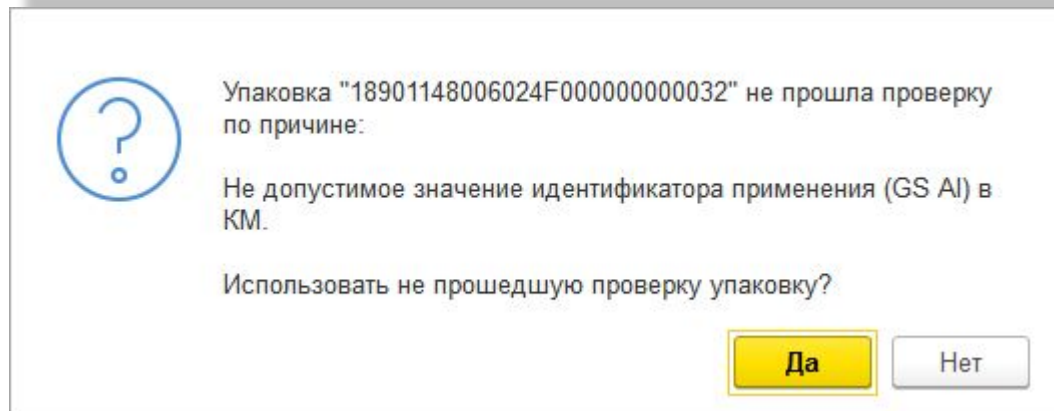 Упаковка "18901148006024F000000000032" не прошла проверку
по причине:
Не допустимое значение идентификатора применения (GS AI) в
КМ.
Использовать не прошедшую проверку упаковку?
Да
Нет